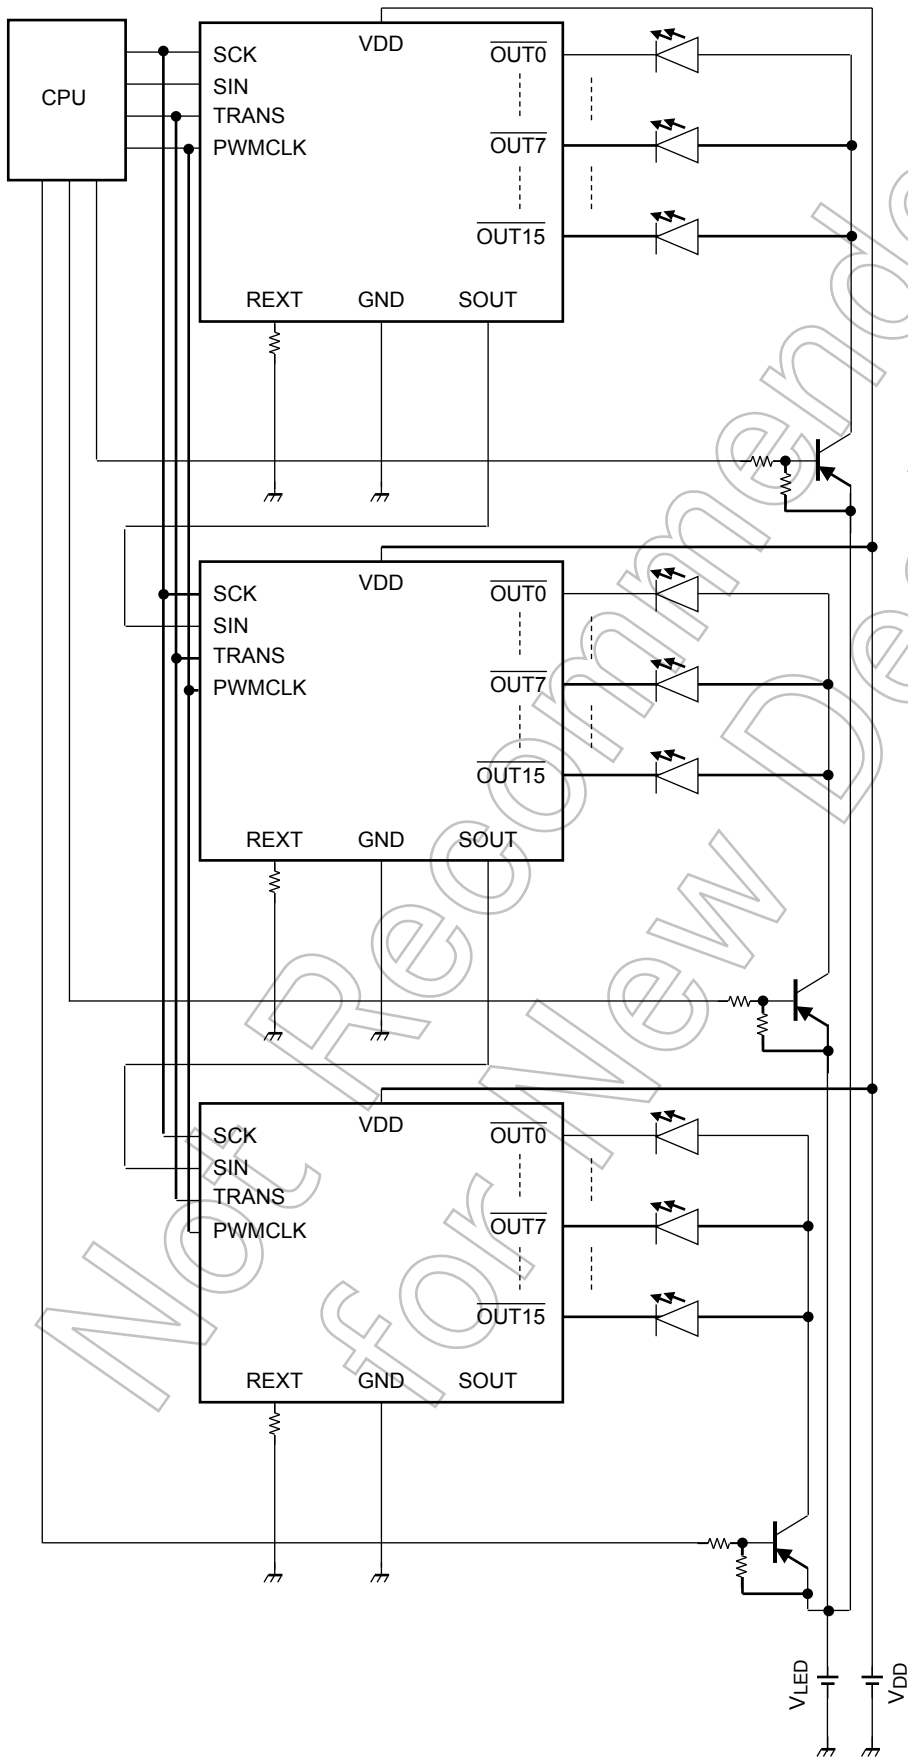 CPU
SCK
VDD
OUT0
SIN
TRANS
PWMCLK
OUT7
OUT15
REXT
GND
SOUT
VDD
SCK
OUT0
SIN
TRANS
PWMCLK
OUT7
OUT15
REXT
GND
SOUT
VDD
SCK
OUT0
SIN
TRANS
PWMCLK
OUT7
OUT15
REXT
GND
SOUT
VLED
VDD
Not Recommende
for New De